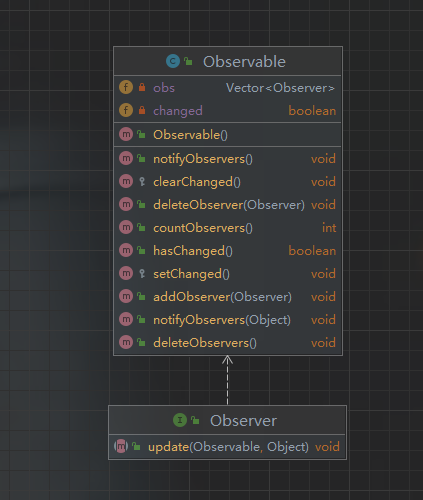 Observable
obs Vector<Observer>
changed boolean
Observable()
notifyObservers() void
clearChanged() void
deleteObserver(Observer) void
countObservers() int
hasChanged() boolean
setChanged() void
addObserver(Observer) void
notifyObservers(Object) void
deleteObservers() void
Observer
update(Observable, Object) void